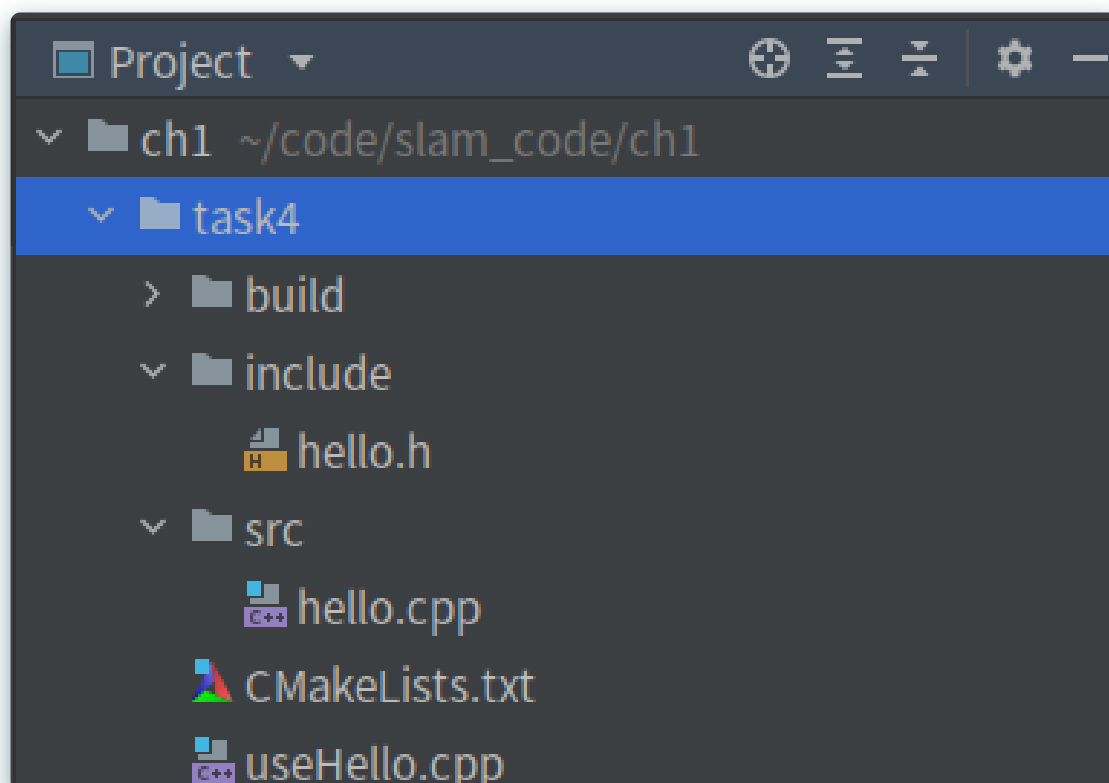 Project
ch1 ~/code/slam_code/ch1
task4
build
include
H hello.h
src
C++ hello.cpp
CMakeLists.txt
C++ useHello.cpp